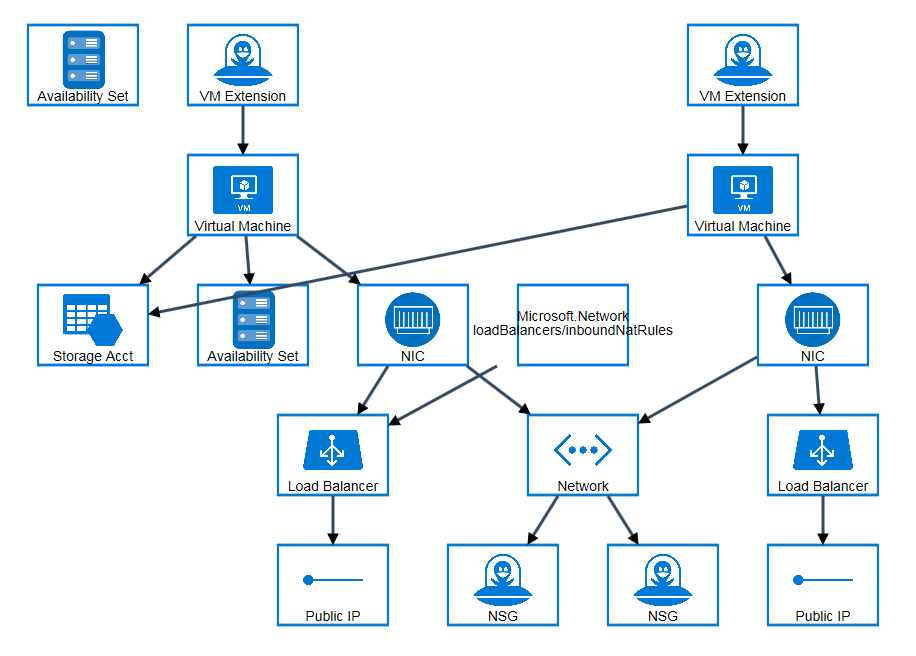 Availability Set
VM Extension
VM Extension
VM
Virtual Machine
VM
Virtual Machine
Storage Acct
Availability Set
NIC
Microsoft.Network
loadBalancers/inboundNatRules
NIC
Load Balancer
Network
Load Balancer
Public IP
NSG
NSG
Public IP